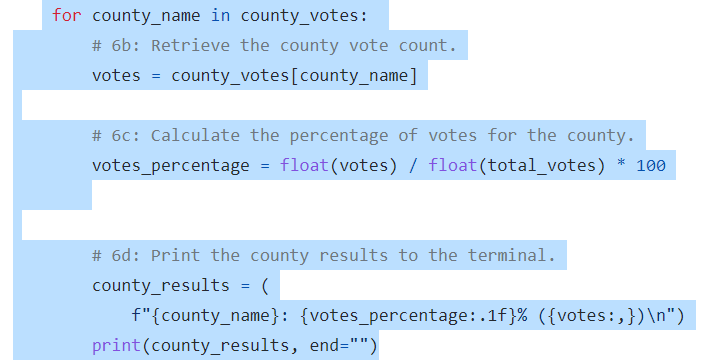 for county_name in county_votes:
# 6b: Retrieve the county vote count.
votes = county_votes[county_name]
# 6c: Calculate the percentage of votes for the county.
votes_percentage = float(votes) / float(total_votes) * 100
# 6d: Print the county results to the terminal.
county_results = (
f"{county_name}: {votes_percentage:.1f}% ({votes:,})\n")
print(county_results, end="")